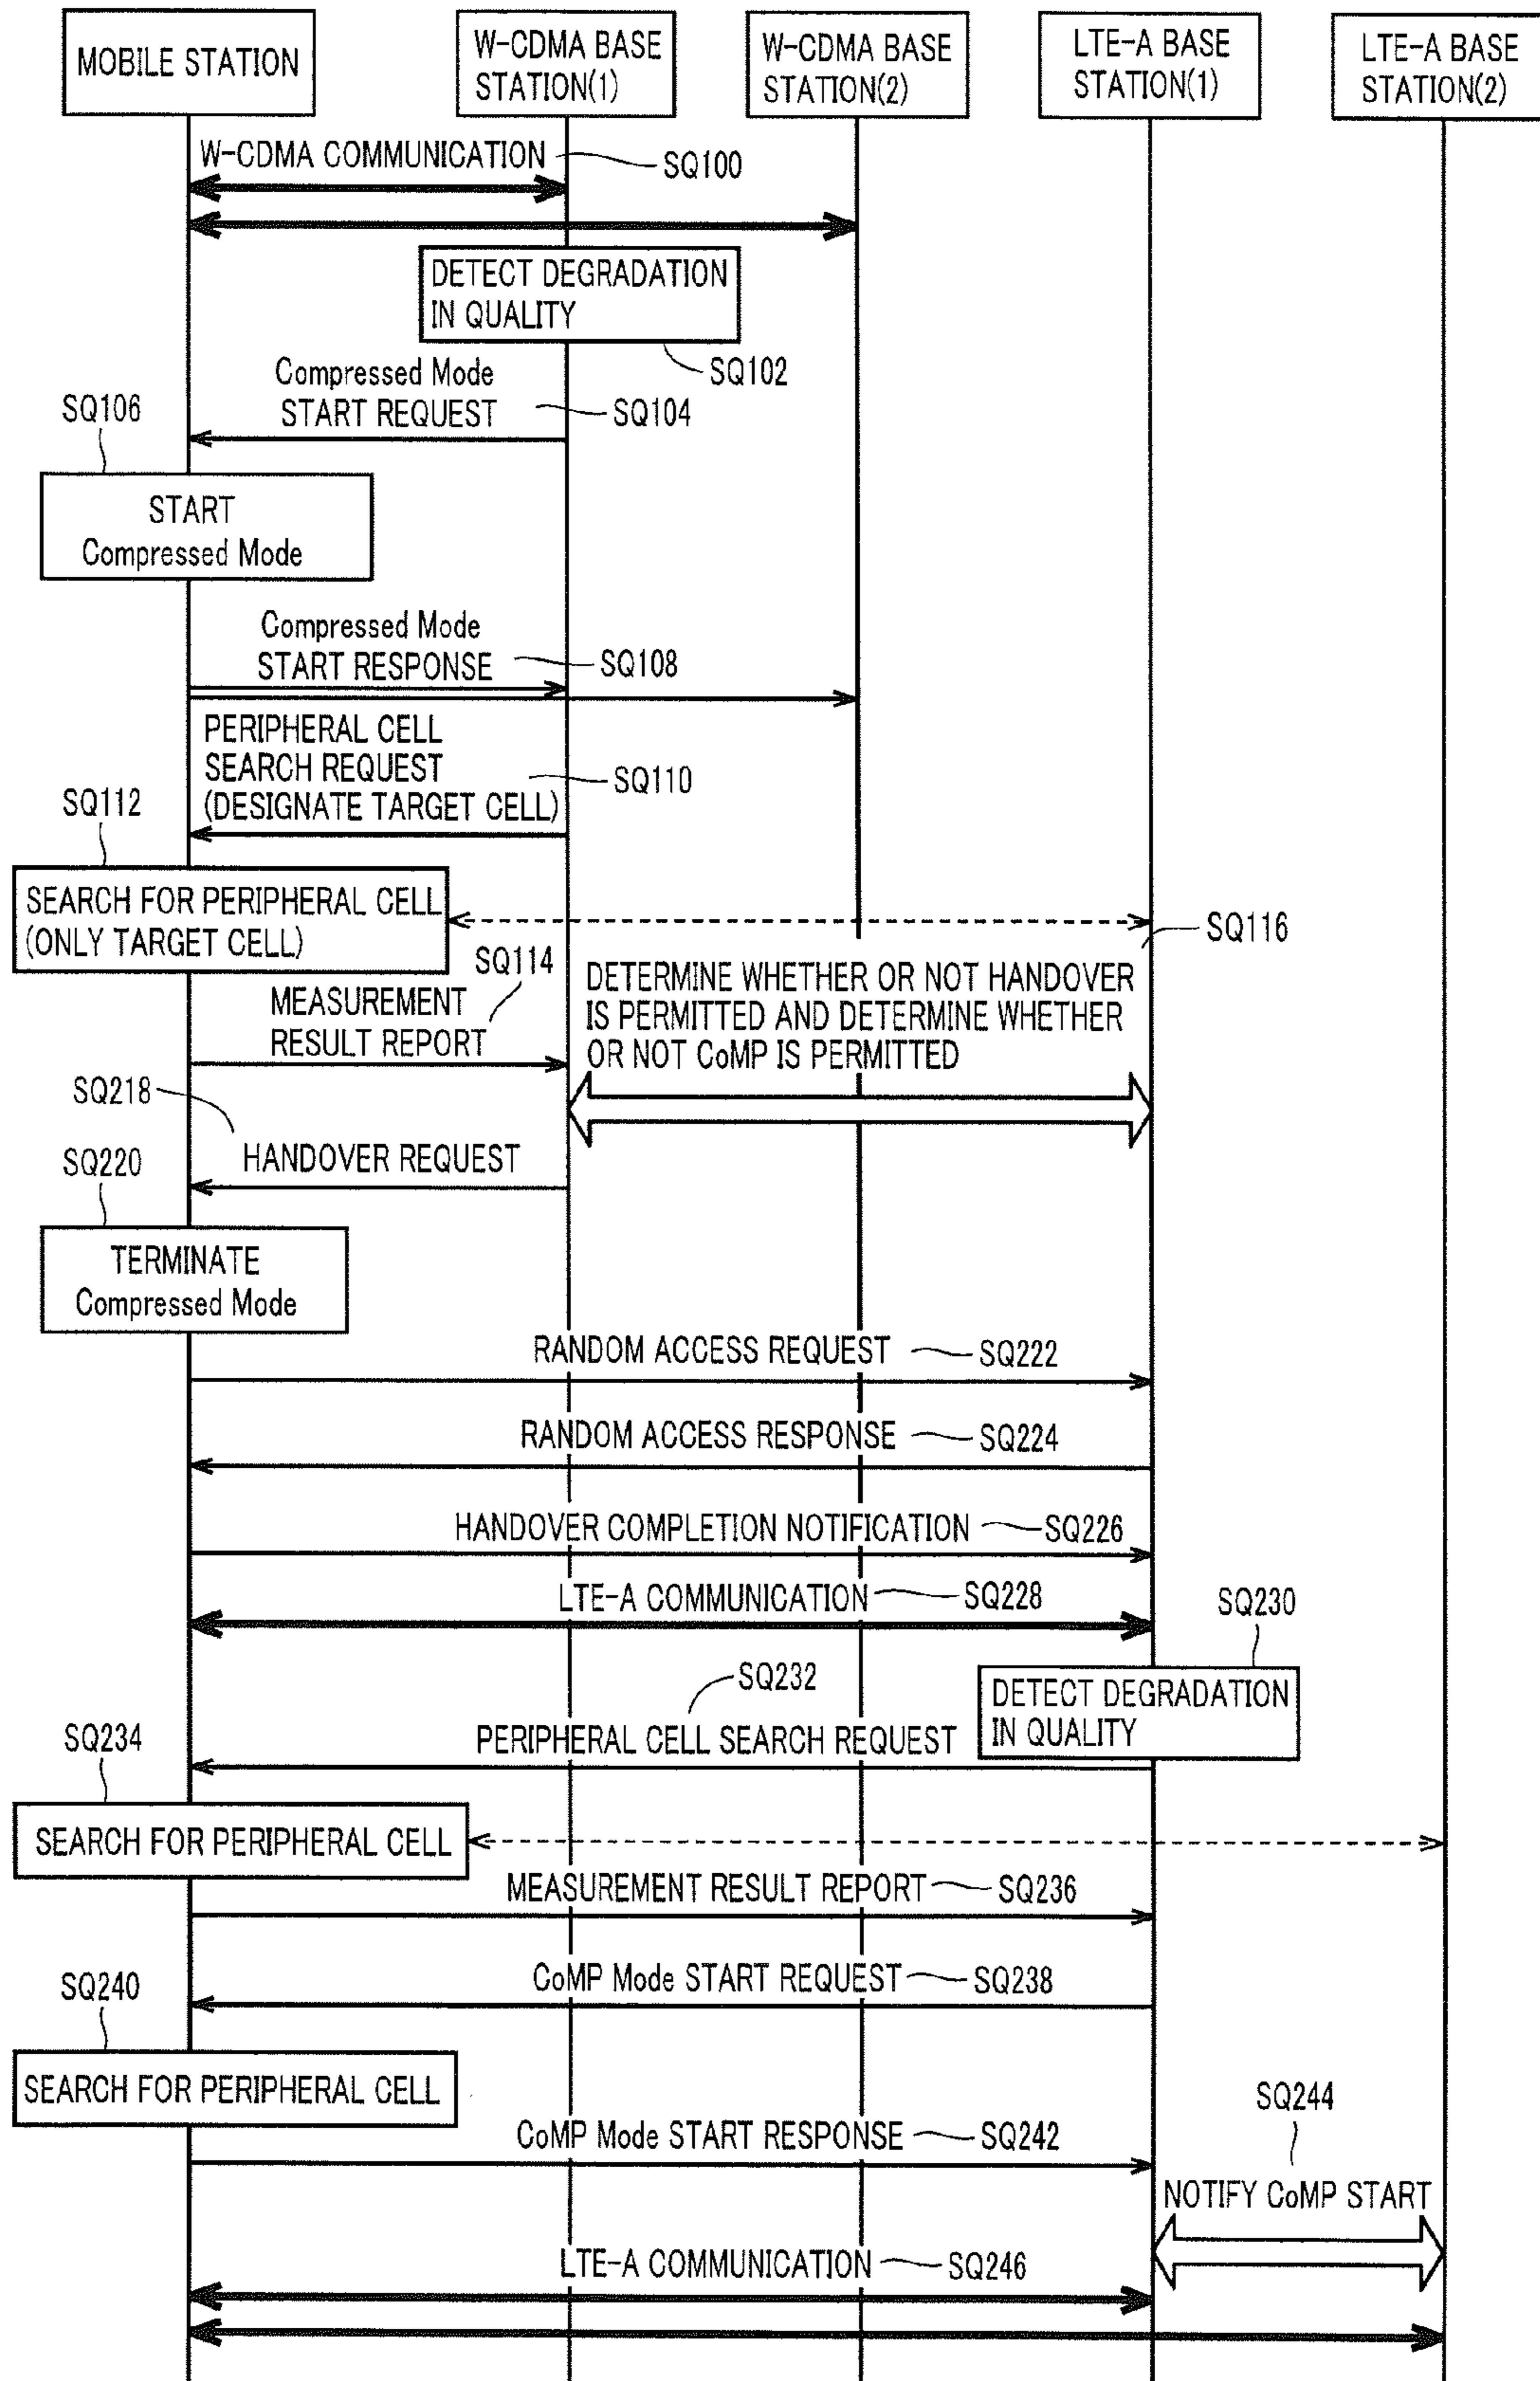 MOBILE STATION
W-CDMA BASE
STATION(1)
W-CDMA BASE
STATION(2)
LTE-A BASE
STATION(1)
LTE-A BASE
STATION(2)
W-CDMA COMMUNICATION
SQ100
DETECT DEGRADATION
IN QUALITY
SQ102
Compressed Mode
START REQUEST
SQ104
SQ106
START
Compressed Mode
Compressed Mode
START RESPONSE
SQ108
PERIPHERAL CELL
SEARCH REQUEST
(DESIGNATE TARGET CELL)
SQ110
SQ112
SEARCH FOR PERIPHERAL CELL
(ONLY TARGET CELL)
SQ114
MEASUREMENT
RESULT REPORT
SQ116
DETERMINE WHETHER OR NOT HANDOVER
IS PERMITTED AND DETERMINE WHETHER
OR NOT CoMP IS PERMITTED
SQ218
HANDOVER REQUEST
SQ220
TERMINATE
Compressed Mode
RANDOM ACCESS REQUEST
SQ222
RANDOM ACCESS RESPONSE
SQ224
HANDOVER COMPLETION NOTIFICATION
SQ226
LTE-A COMMUNICATION
SQ228
SQ230
DETECT DEGRADATION
IN QUALITY
SQ232
PERIPHERAL CELL SEARCH REQUEST
SQ234
SEARCH FOR PERIPHERAL CELL
MEASUREMENT RESULT REPORT
SQ236
CoMP Mode START REQUEST
SQ238
SQ240
SEARCH FOR PERIPHERAL CELL
CoMP Mode START RESPONSE
SQ242
SQ244
NOTIFY CoMP START
LTE-A COMMUNICATION
SQ246